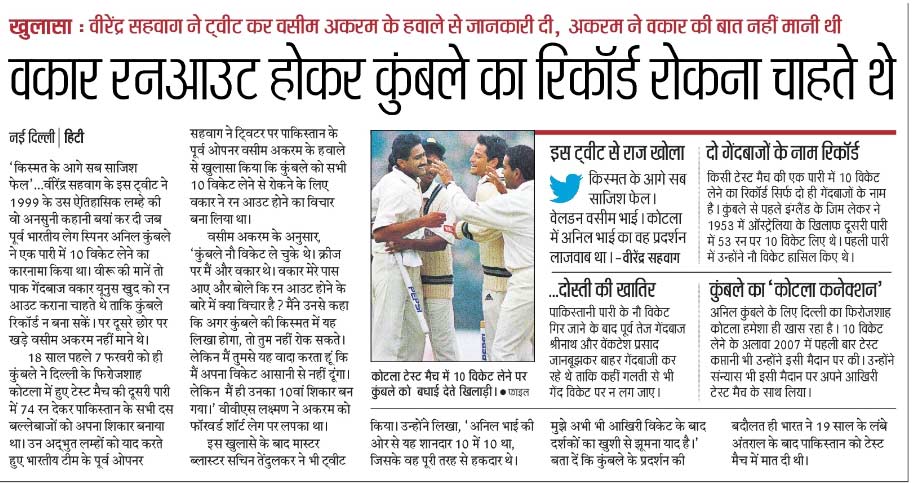 खुलासा : वीरेंद्र सहवाग ने ट्वीट कर वसीम अकरम के हवाले से जानकारी दी, अकरम ने वकार की बात नहीं मानी थी
वकार रनआउट होकर कुंबले का रिकॉर्ड रोकना चाहते थे
नई दिल्ली | हिटी
'किस्मत के आगे सब साजिश
फेल'...वीरेंद्र सहवाग के इस ट्वीट ने
1999 के उस ऐतिहासिक लम्हे की
वो अनसुनी कहानी बयां कर दी जब
पूर्व भारतीय लेग स्पिनर अनिल कुंबले
ने एक पारी में 10 विकेट लेने का
कारनामा किया था। वीरू की मानें तो
पाक गेंदबाज वकार यूनुस खुद को रन
आउट कराना चाहते थे ताकि कुंबले
रिकॉर्ड न बना सकें। पर दूसरे छोर पर
खड़े वसीम अकरम नहीं माने थे।
18 साल पहले 7 फरवरी को ही
कुंबले ने दिल्ली के फिरोजशाह
कोटला में हुए टेस्ट मैच की दूसरी पारी
में 74 रन देकर पाकिस्तान के सभी दस
बल्लेबाजों को अपना शिकार बनाया
था। उन अद्भुत लम्हों को याद करते
हुए भारतीय टीम के पूर्व ओपनर
सहवाग ने ट्विटर पर पाकिस्तान के
पूर्व ओपनर वसीम अकरम के हवाले
से खुलासा किया कि कुंबले को सभी
10 विकेट लेने से रोकने के लिए
वकार ने रन आउट होने का विचार
बना लिया था।
वसीम अकरम के अनुसार,
'कुंबले नौ विकेट ले चुके थे। क्रीज
पर मैं और वकार थे। वकार मेरे पास
आए और बोले कि रन आउट होने के
बारे में क्या विचार है ? मैंने उनसे कहा
कि अगर कुंबले की किस्मत में यह
लिखा होगा, तो तुम नहीं रोक सकते।
लेकिन मैं तुमसे यह वादा करता हूं कि
मैं अपना विकेट आसानी से नहीं दूंगा।
लेकिन मैं ही उनका 10वां शिकार बन
गया।' वीवीएस लक्ष्मण ने अकरम को
फॉरवर्ड शॉर्ट लेग पर लपका था।
इस खुलासे के बाद मास्टर
ब्लास्टर सचिन तेंदुलकर ने भी ट्वीट
PEPSI
कोटला टेस्ट मैच में 10 विकेट लेने पर
कुंबले को बधाई देते खिलाड़ी। ● फाइल
किया। उन्होंने लिखा, 'अनिल भाई की
ओर से यह शानदार 10 में 10 था,
जिसके वह पूरी तरह से हकदार थे।
इस ट्वीट से राज खोला
किस्मत के आगे सब
साजिश फेल।
वेलडन वसीम भाई। कोटला
में अनिल भाई का वह प्रदर्शन
लाजवाब था। - वीरेंद्र सहवाग
...दोस्ती की खातिर
पाकिस्तानी पारी के नौ विकेट
गिर जाने के बाद पूर्व तेज गेंदबाज
श्रीनाथ और वेंकटेश प्रसाद
जानबूझकर बाहर गेंदबाजी कर
रहे थे ताकि कहीं गलती से भी
गेंद विकेट पर न लग जाए।
मुझे अभी भी आखिरी विकेट के बाद
दर्शकों का खुशी से झूमना याद है।'
बता दें कि कुंबले के प्रदर्शन की
दो गेंदबाजों के नाम रिकॉर्ड
किसी टेस्ट मैच की एक पारी में 10 विकेट
लेने का रिकॉर्ड सिर्फ दो ही गेंदबाजों के नाम
है। कुंबले से पहले इंग्लैंड के जिम लेकर ने
1953 में ऑस्ट्रेलिया के खिलाफ दूसरी पारी
में 53 रन पर 10 विकेट लिए थे। पहली पारी
में उन्होंने नौ विकेट हासिल किए थे।
कुंबले का 'कोटला कनेक्शन'
अनिल कुंबले के लिए दिल्ली का फिरोजशाह
कोटला हमेशा ही खास रहा है। 10 विकेट
लेने के अलावा 2007 में पहली बार टेस्ट
कप्तानी भी उन्होंने इसी मैदान पर की। उन्होंने
संन्यास भी इसी मैदान पर अपने आखिरी
टेस्ट मैच के साथ लिया।
बदौलत ही भारत ने 19 साल के लंबे
अंतराल के बाद पाकिस्तान को टेस्ट
मैच में मात दी थी।